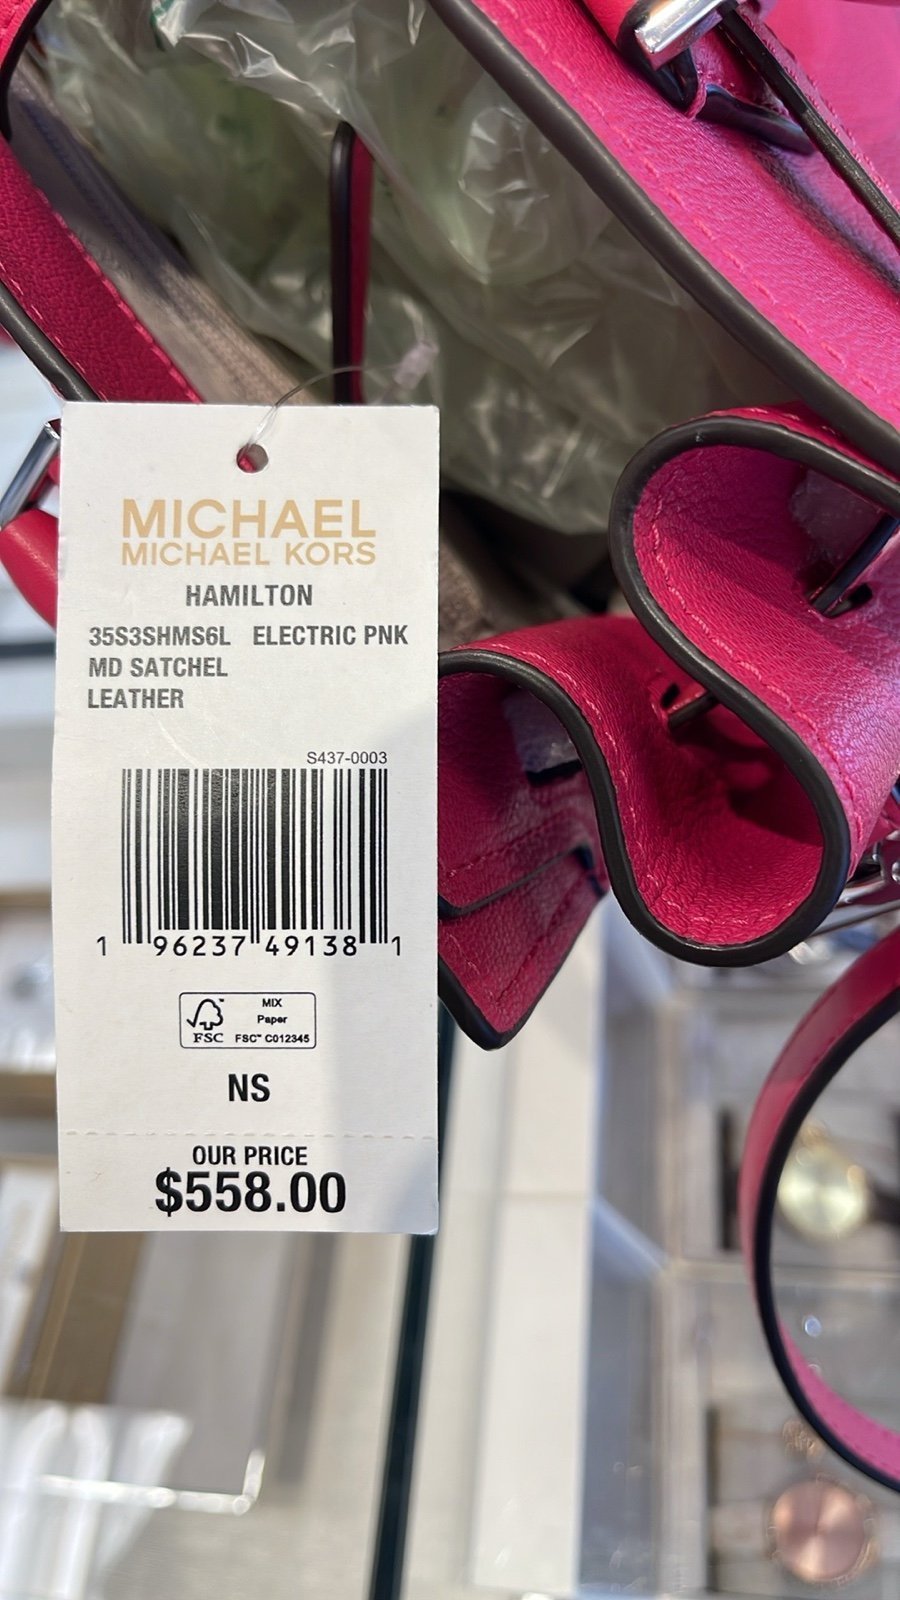 MICHAEL
MICHAEL KORS
HAMILTON
35S3SHMS6L ELECTRIC PNK
MD SATCHEL
LEATHER
S437-0003
1 96237 49138 1
FSC
MIX
Paper
FSC™ C012345
NS
OUR PRICE
$558.00